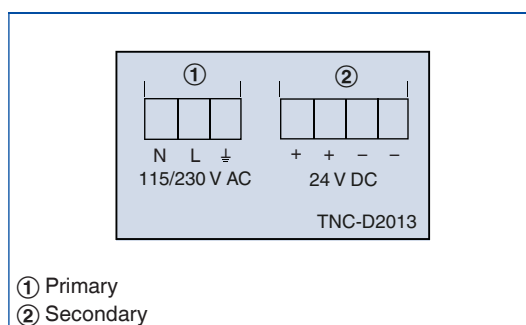 ① ②
N L ⏚ + + – –
115/230 V AC 24 V DC
TNC-D2013
① Primary
② Secondary